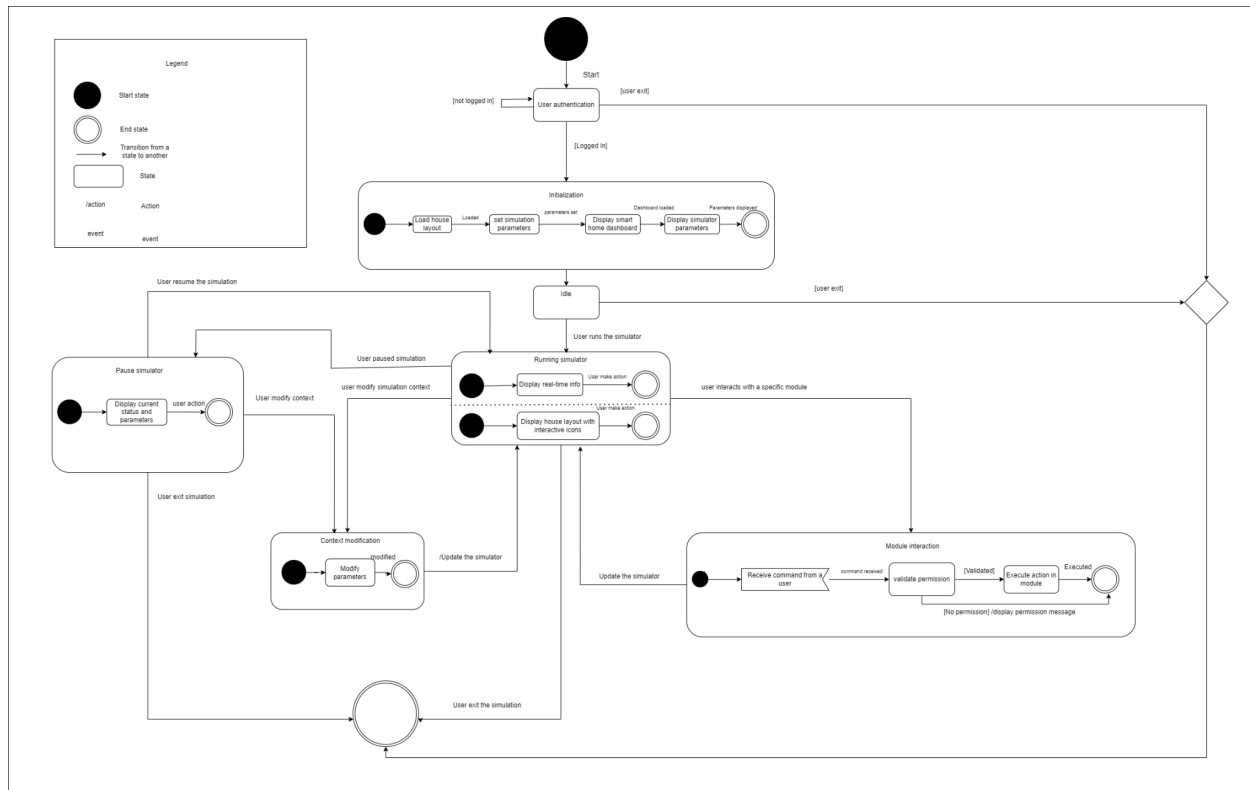 Legend
Start state
End state
Transition from a
state to another
State
/action
Action
event
event
Start
[not logged in]
User authentication
[user exit]
[Logged in]
Initialization
Load house
layout
Loaded
set simulation
parameters
parameters set
Display smart
home dashboard
Dashboard loaded
Display simulator
parameters
Parameters displayed
Idle
[user exit]
User resume the simulation
User runs the simulator
User paused simulation
Pause simulator
Display current
status and
parameters
user action
User modify context
user modify simulation context
Running simulator
Display real-time info
User make action
Display house layout with
interactive icons
User make action
user interacts with a specific module
User exit simulation
Context modification
Modify
parameters
modified
/Update the simulator
Update the simulator
Module interaction
Receive command from a
user
command received
validate permission
[Validated]
Execute action in
module
Executed
[No permission] /display permission message
User exit the simulation